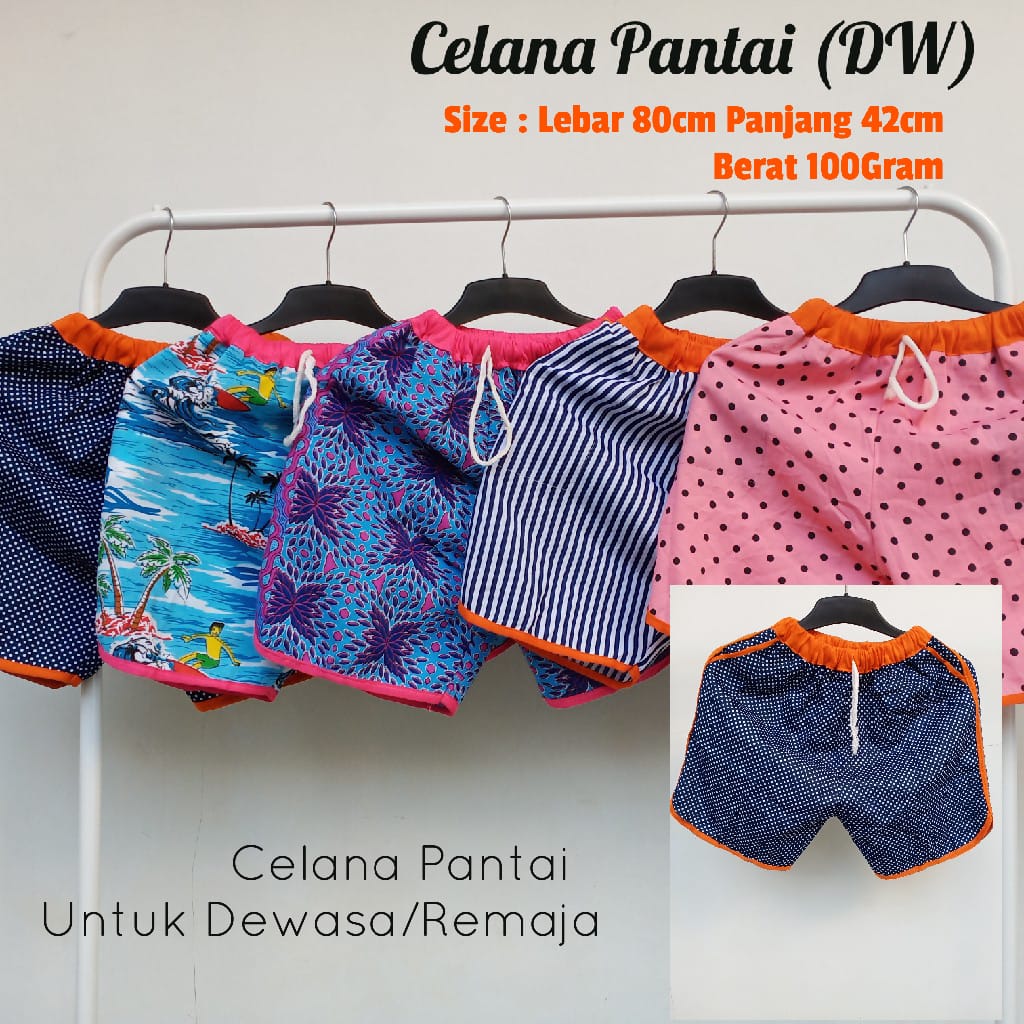 Celana Pantai (DW)
Size : Lebar 80cm Panjang 42cm
Berat 100Gram
Celana Pantai
Untuk Dewasa/Remaja